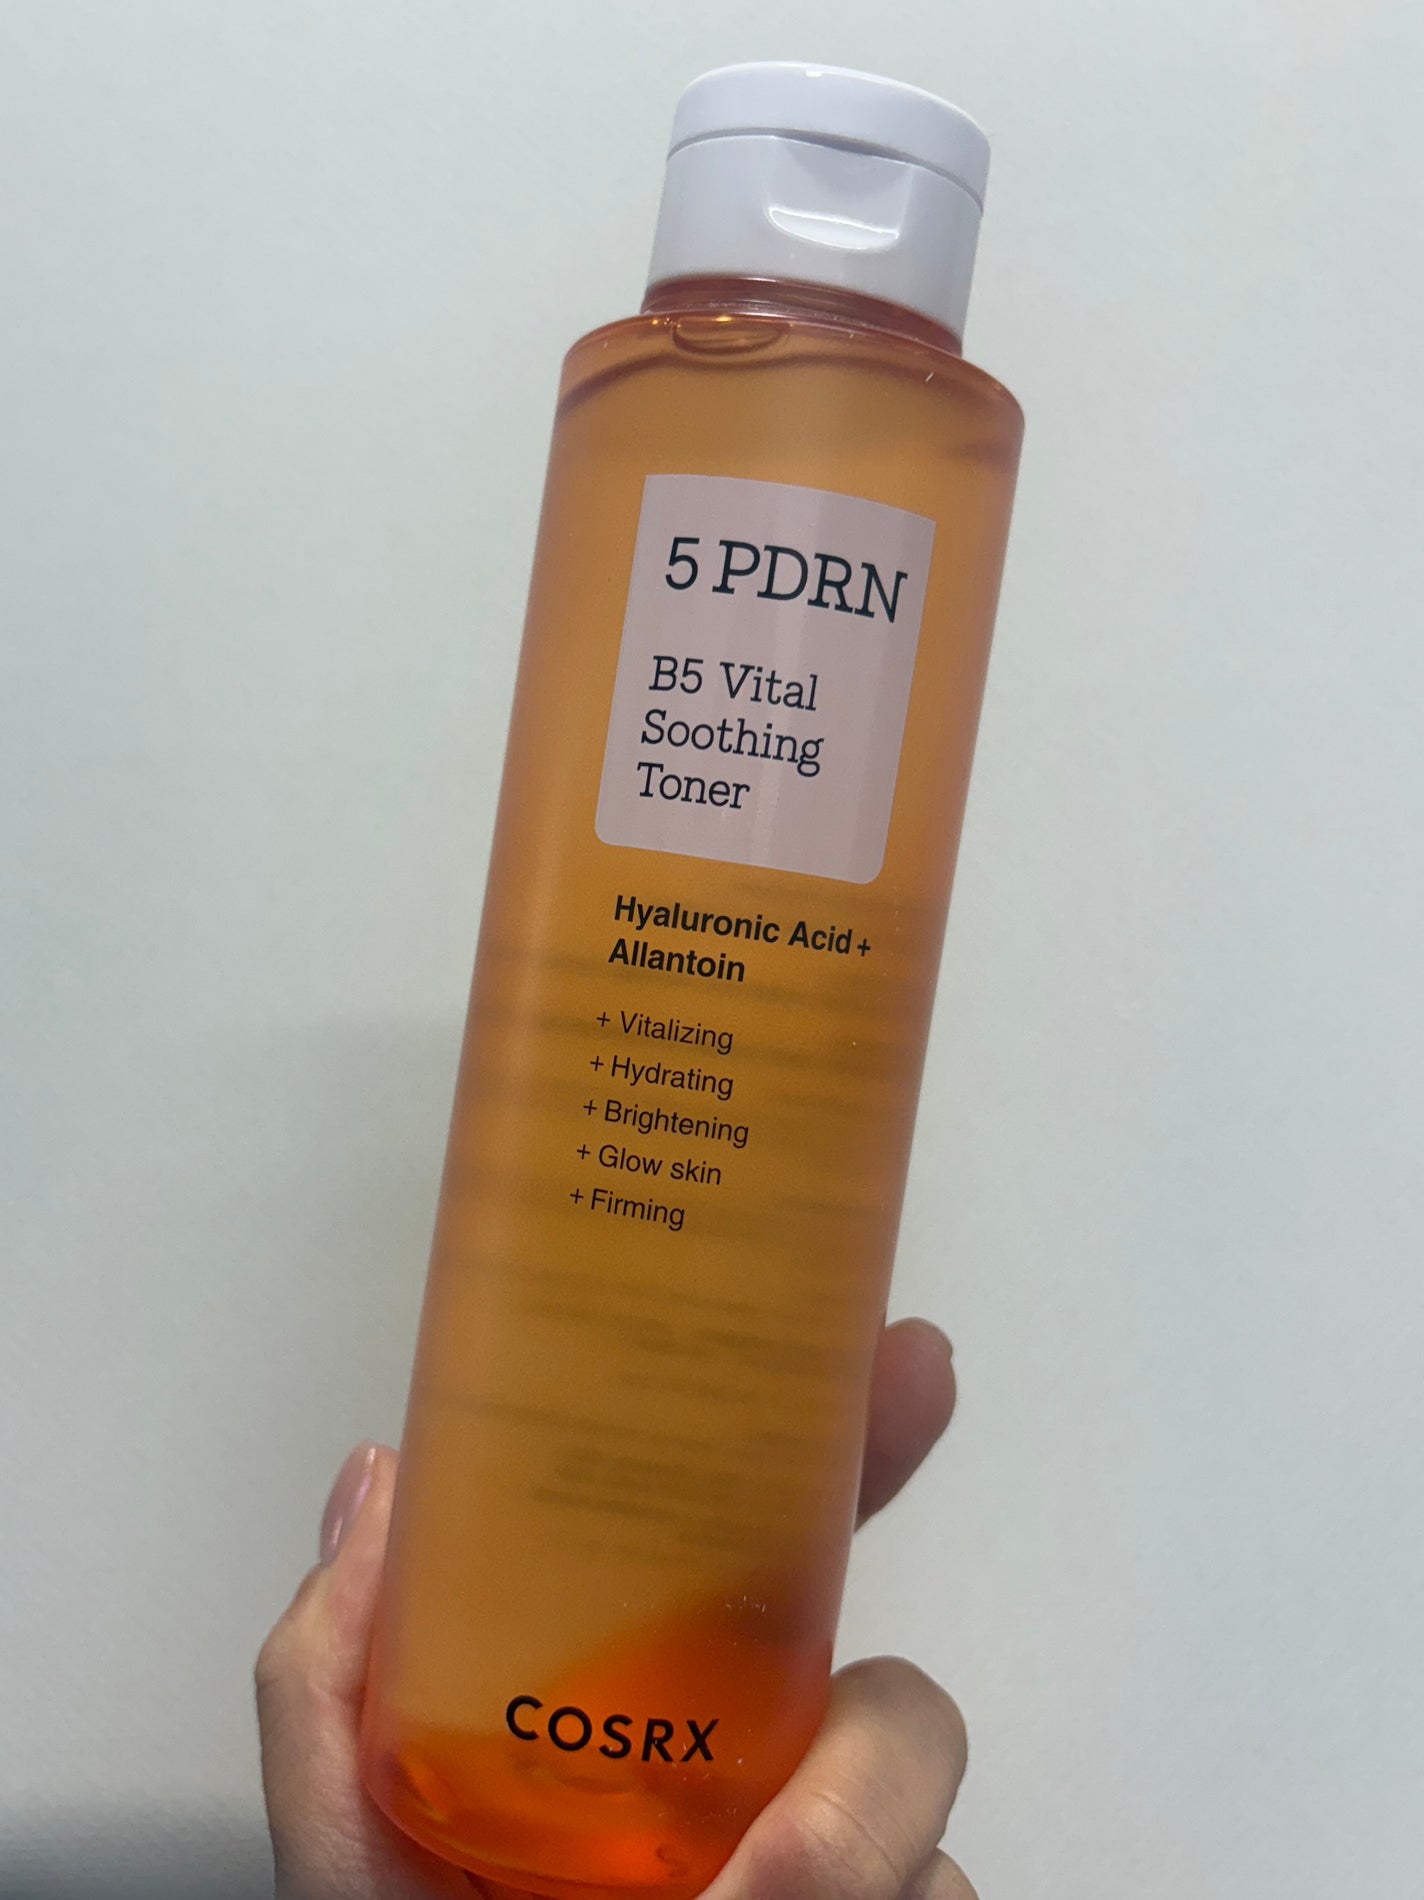 5 PDRN
B5 Vital
Soothing
Toner
Hyaluronic Acid+
Allantoin
+ Vitalizing
+ Hydrating
+ Brightening
+ Glow skin
+ Firming
COSRX